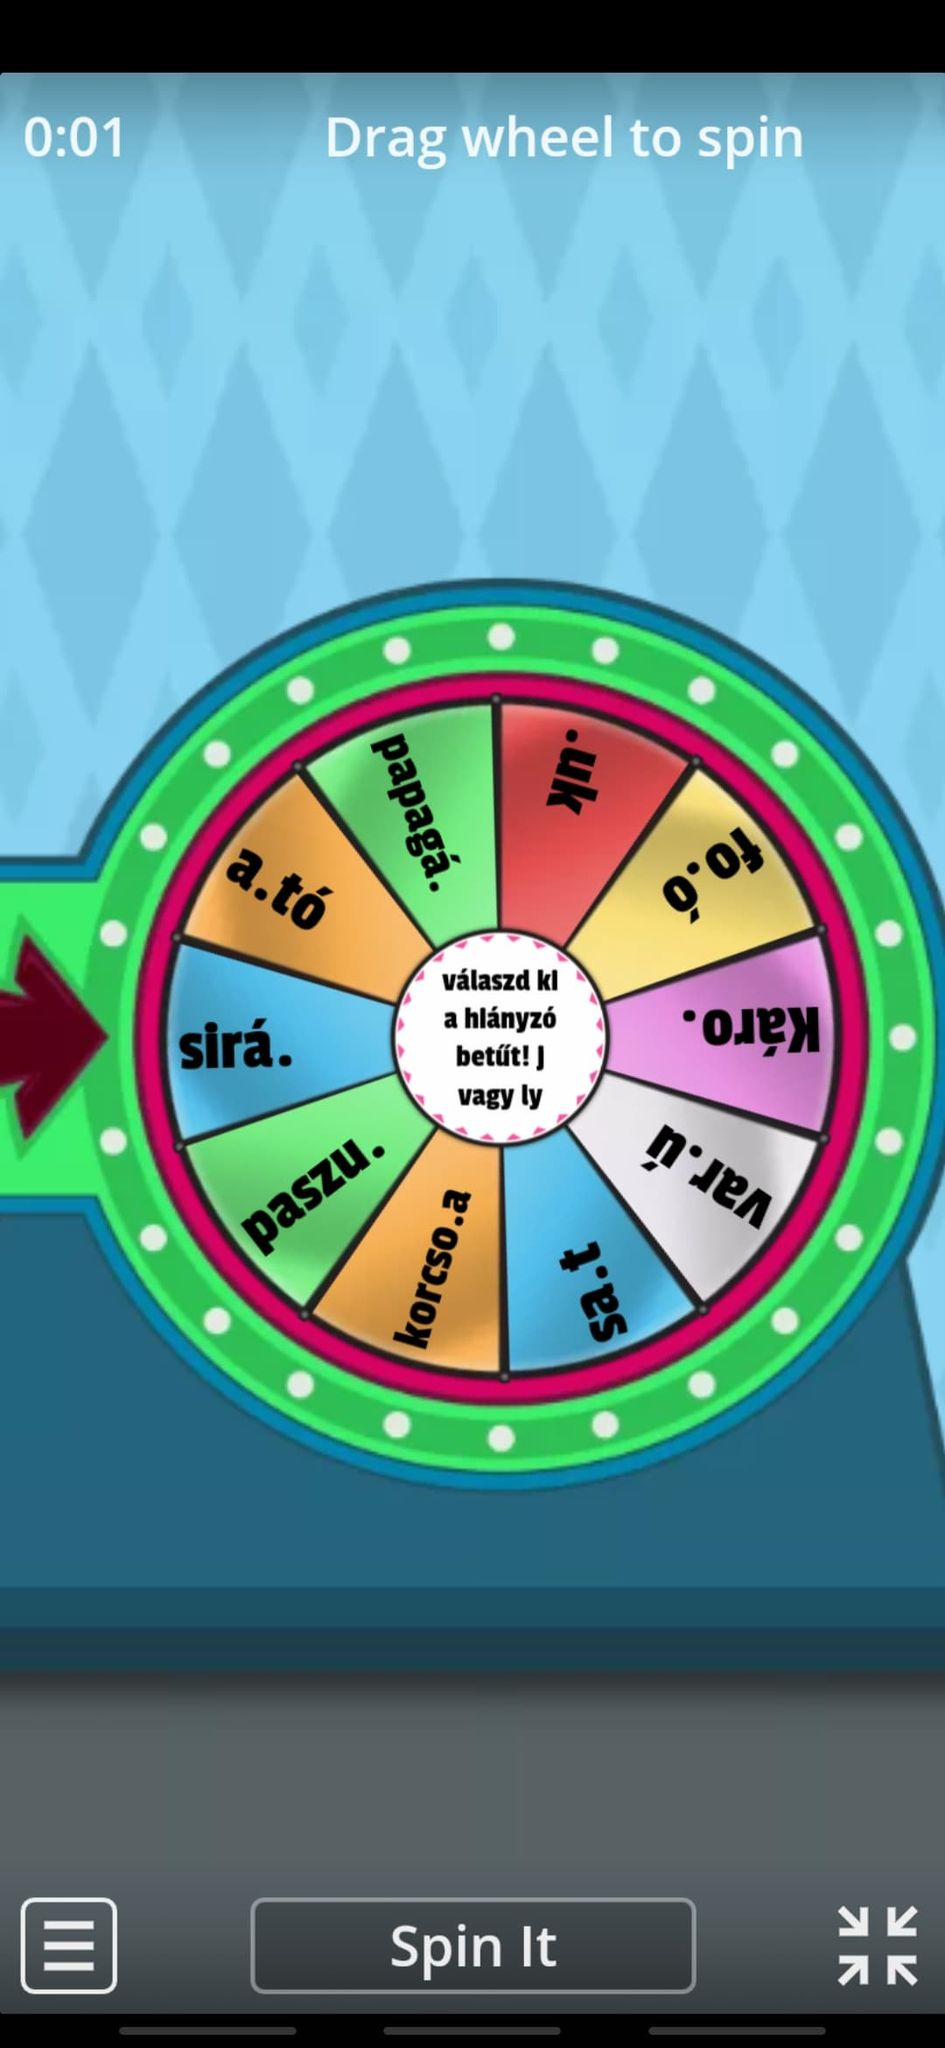 0:01
Drag wheel to spin
.uk
fo.ó
Káro.
var.ú
sa.t
korcso.a
paszu.
sirá.
a.tó
papagá.
válaszd ki
a hiányzó
betűt! J
vagy ly
Spin It